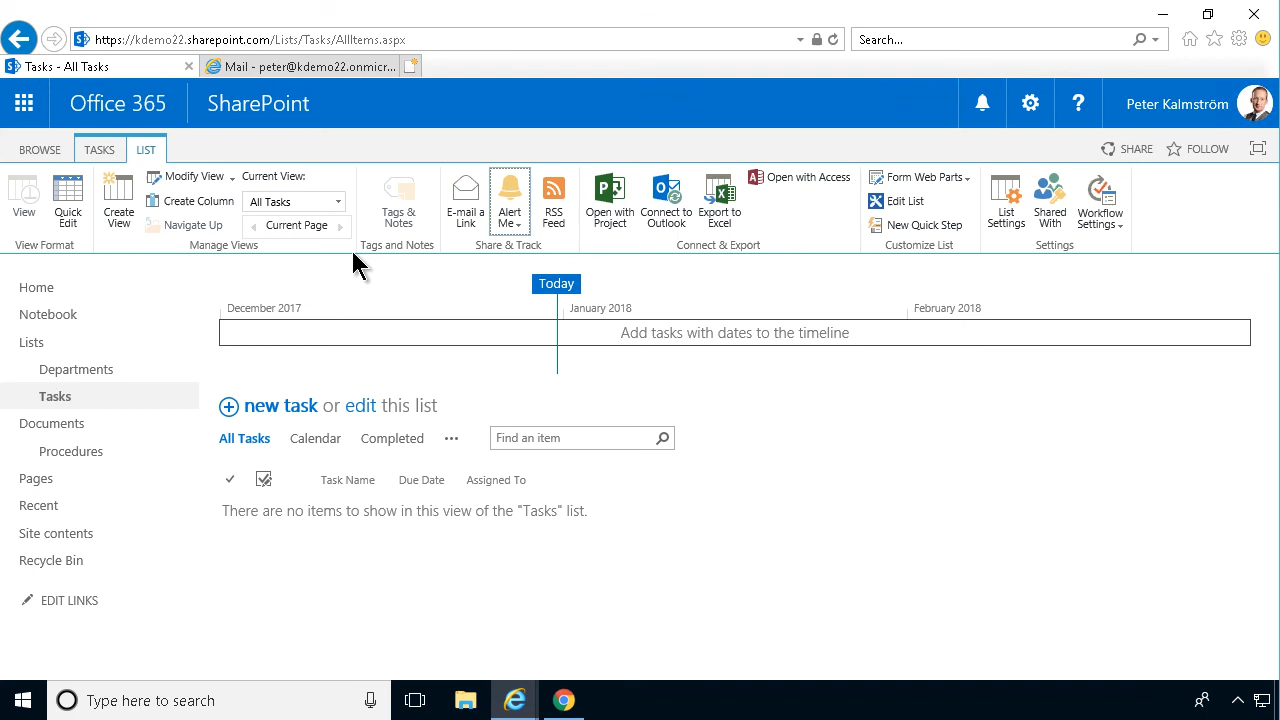 https://kdemo22.sharepoint.com/Lists/Tasks/AllItems.aspx
Search...
Tasks - All Tasks
Mail - peter@kdemo22.onmicr...
Office 365
SharePoint
Peter Kalmström
BROWSE
TASKS
LIST
SHARE
FOLLOW
View
Quick Edit
View Format
Create View
Modify View
Create Column
Navigate Up
Current View:
All Tasks
Current Page
Manage Views
Tags & Notes
Tags and Notes
E-mail a Link
Alert Me
RSS Feed
Share & Track
Open with Project
Connect to Outlook
Export to Excel
Open with Access
Connect & Export
Form Web Parts
Edit List
New Quick Step
Customize List
List Settings
Shared With
Workflow Settings
Settings
Home
Notebook
Lists
Departments
Tasks
Documents
Procedures
Pages
Recent
Site contents
Recycle Bin
EDIT LINKS
Today
December 2017
January 2018
February 2018
Add tasks with dates to the timeline
new task or edit this list
All Tasks
Calendar
Completed
Find an item
Task Name
Due Date
Assigned To
There are no items to show in this view of the "Tasks" list.
Type here to search